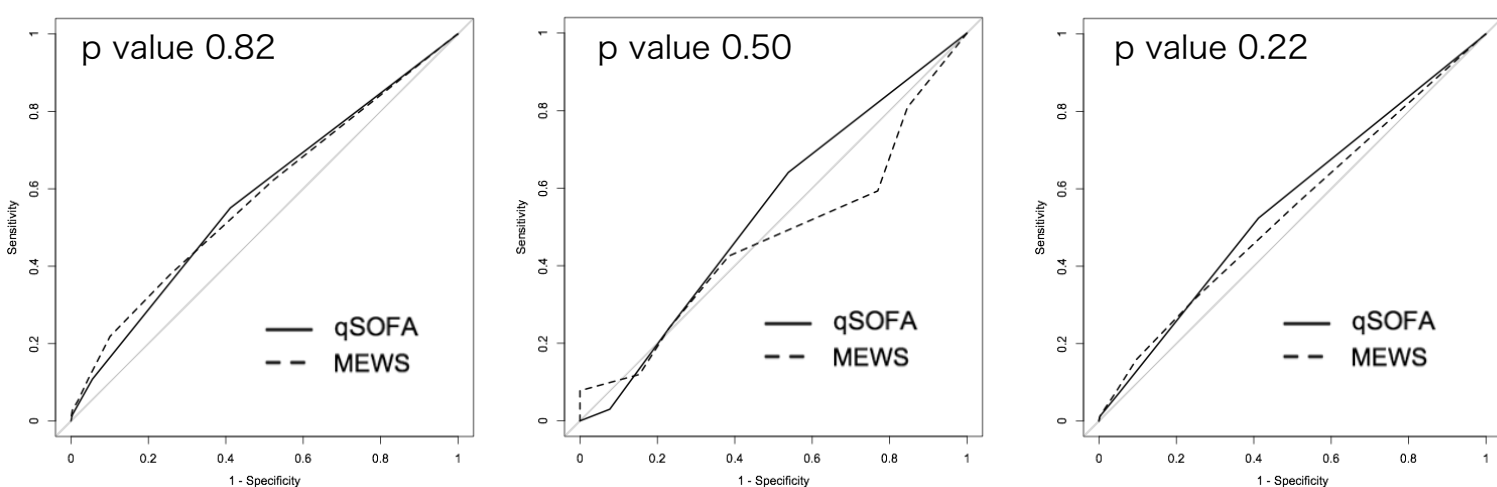 p value 0.82
1
0.8
0.6
0.4
0.2
0
Sensitivity
qSOFA
MEWS
0 0.2 0.4 0.6 0.8 1
1 - Specificity
p value 0.50
1
0.8
0.6
0.4
0.2
0
Sensitivity
qSOFA
MEWS
0 0.2 0.4 0.6 0.8 1
1 - Specificity
p value 0.22
1
0.8
0.6
0.4
0.2
0
Sensitivity
qSOFA
MEWS
0 0.2 0.4 0.6 0.8 1
1 - Specificity